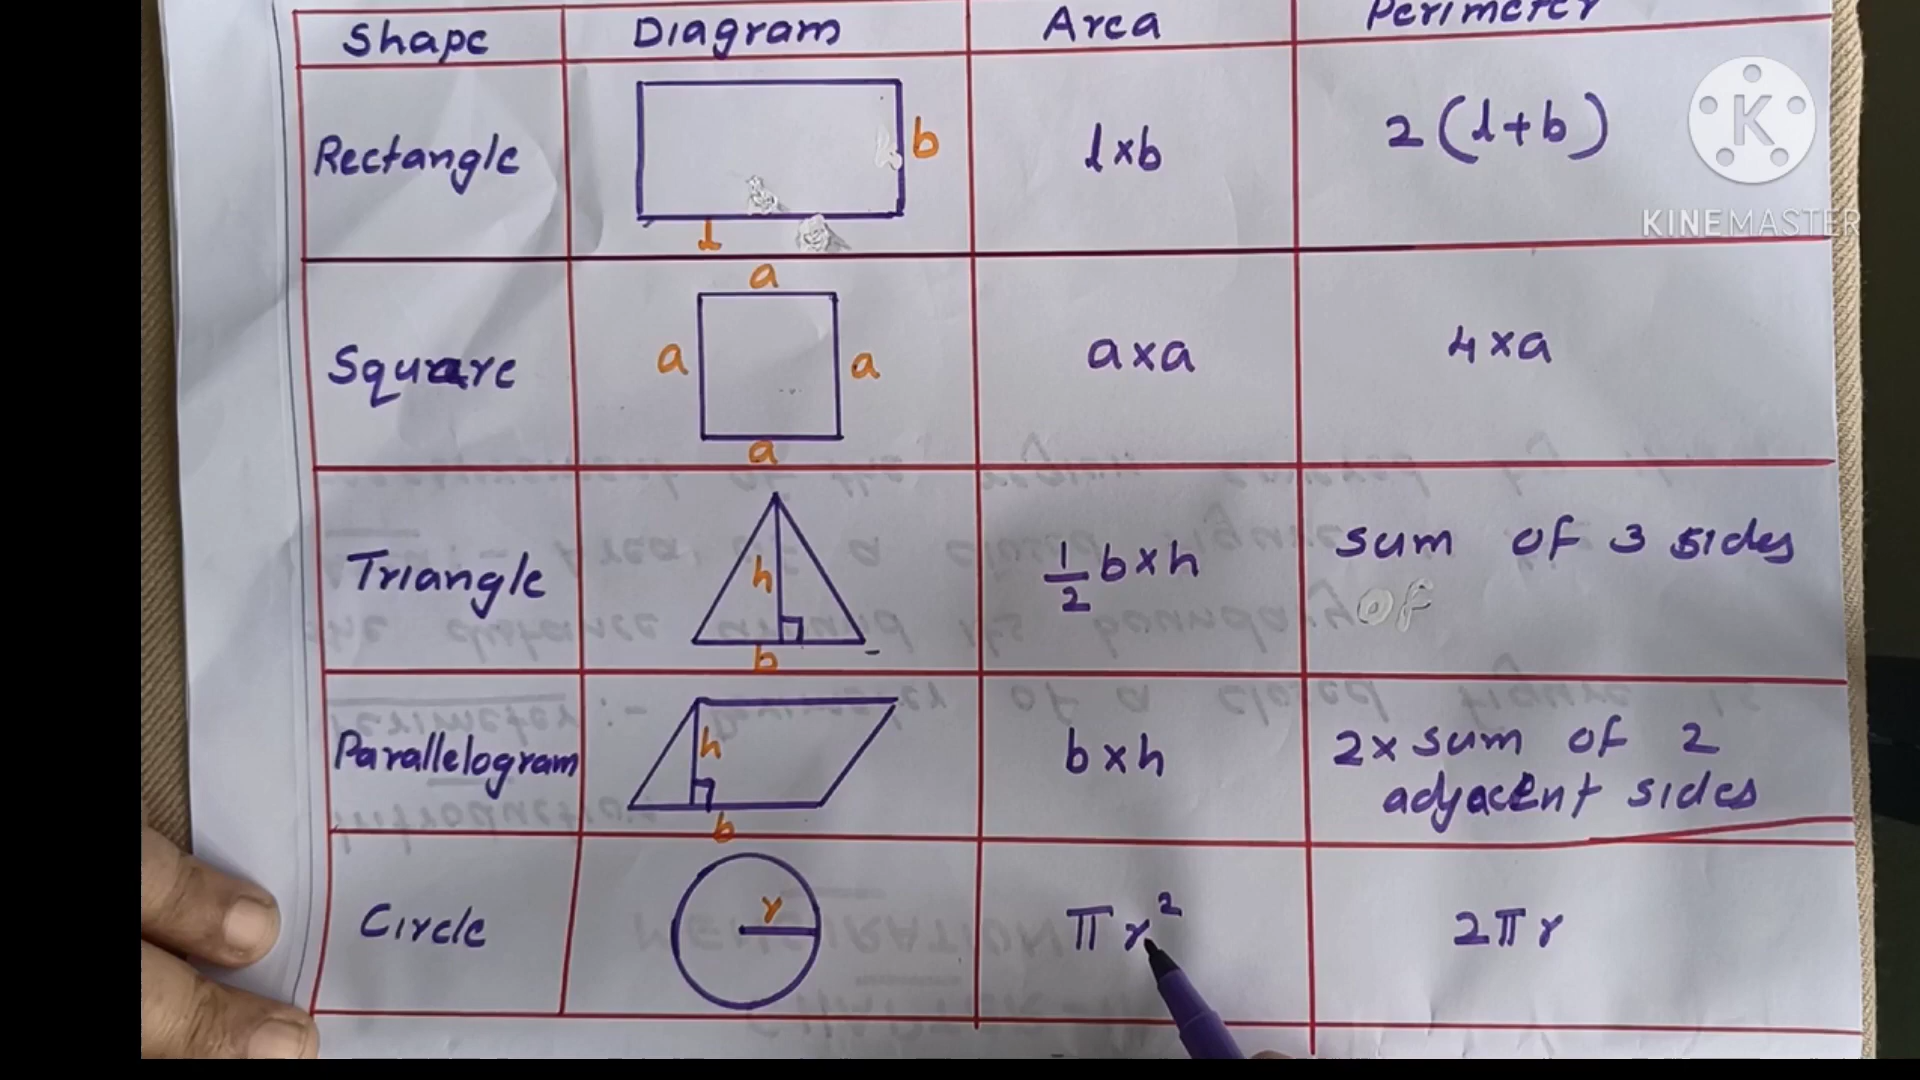 Shape Diagram Area Perimeter
Rectangle b l l×b 2(l+b)
KINEMASTER
Square a a a a a×a 4×a
Triangle h b 1/2 b×h sum of 3 sides
of
Parallelogram h b b×h 2× sum of 2
adjacent sides
Circle r πr² 2πr